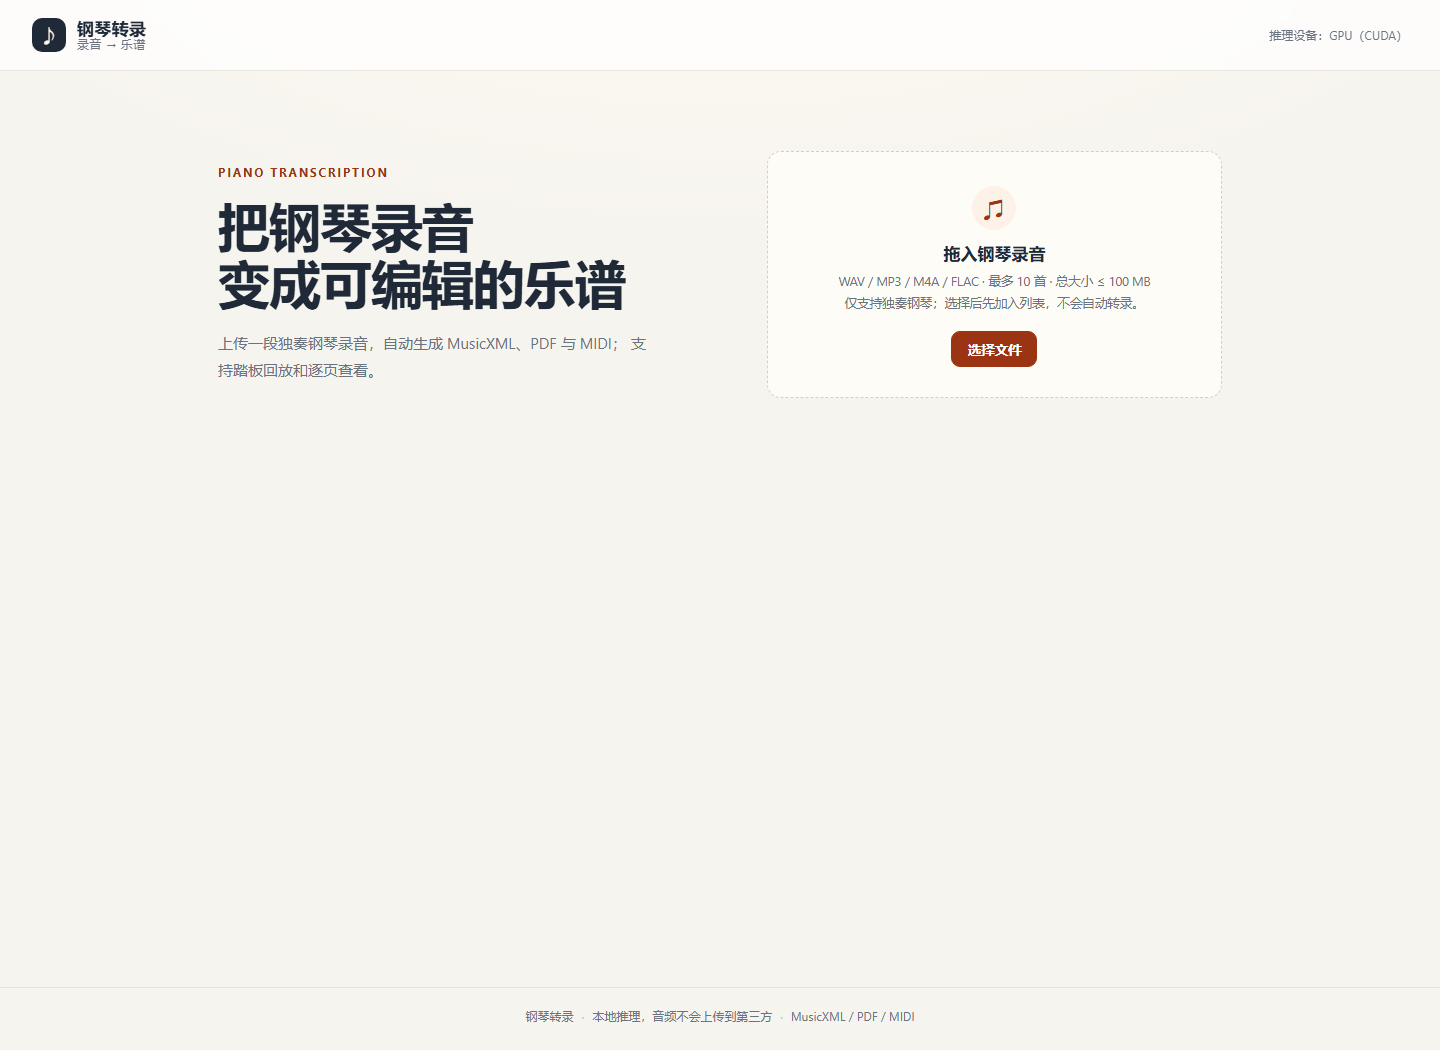 钢琴转录
录音 → 乐谱
推理设备：GPU（CUDA）
PIANO TRANSCRIPTION
把钢琴录音
变成可编辑的乐谱
上传一段独奏钢琴录音，自动生成 MusicXML、PDF 与 MIDI； 支
持踏板回放和逐页查看。
拖入钢琴录音
WAV / MP3 / M4A / FLAC · 最多 10 首 · 总大小 ≤ 100 MB
仅支持独奏钢琴；选择后先加入列表，不会自动转录。
选择文件
钢琴转录 · 本地推理，音频不会上传到第三方 · MusicXML / PDF / MIDI